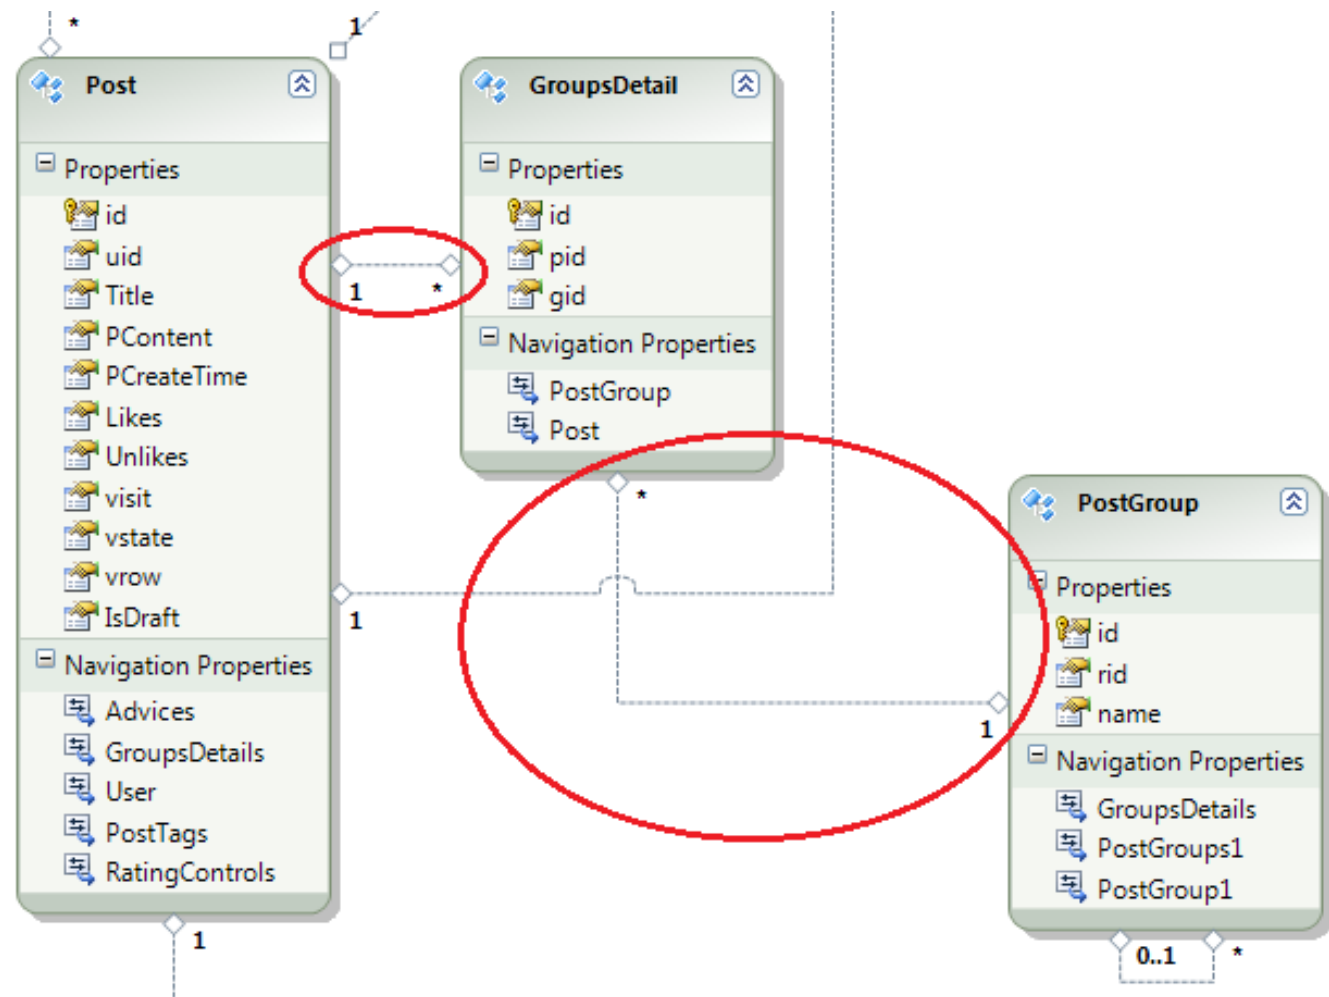 *
1
Post
Properties
id
uid
Title
PContent
PCreateTime
Likes
Unlikes
visit
vstate
vrow
IsDraft
Navigation Properties
Advices
GroupsDetails
User
PostTags
RatingControls
1
1 *
1
GroupsDetail
Properties
id
pid
gid
Navigation Properties
PostGroup
Post
*
1
PostGroup
Properties
id
rid
name
Navigation Properties
GroupsDetails
PostGroups1
PostGroup1
0..1 *